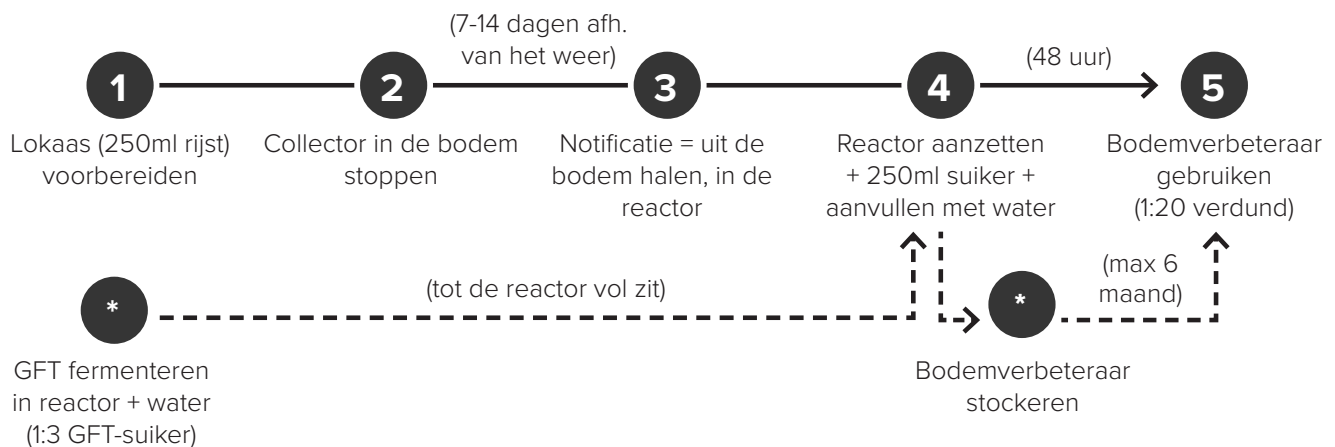 (7-14 dagen afh.
van het weer)
(48 uur)
1
2
3
4
5
Lokaas (250ml rijst)
voorbereiden
Collector in de bodem
stoppen
Notificatie = uit de
bodem halen, in de
reactor
Reactor aanzetten
+ 250ml suiker +
aanvullen met water
Bodemverbeteraar
gebruiken
(1:20 verdund)
*
(tot de reactor vol zit)
*
(max 6
maand)
GFT fermenteren
in reactor + water
(1:3 GFT-suiker)
Bodemverbeteraar
stockeren